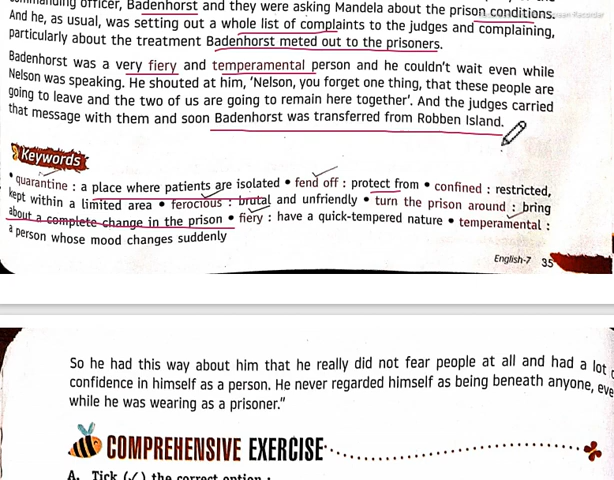 officer, Badenhorst and they were asking Mandela about the prison conditions.
And he, as usual, was setting out a whole list of complaints to the judges and complaining,
particularly about the treatment Badenhorst meted out to the prisoners.
Badenhorst was a very fiery and temperamental person and he couldn't wait even while
Nelson was speaking. He shouted at him, 'Nelson, you forget one thing, that these people are
going to leave and the two of us are going to remain here together'. And the judges carried
that message with them and soon Badenhorst was transferred from Robben Island.
Keywords
• quarantine : a place where patients are isolated • fend off : protect from • confined : restricted,
kept within a limited area • ferocious : brutal and unfriendly • turn the prison around : bring
about a complete change in the prison • fiery : have a quick-tempered nature • temperamental :
a person whose mood changes suddenly
English-7 35
So he had this way about him that he really did not fear people at all and had a lot
confidence in himself as a person. He never regarded himself as being beneath anyone, eve
while he was wearing as a prisoner."
COMPREHENSIVE EXERCISE
A. Tick (✓) the correct option :